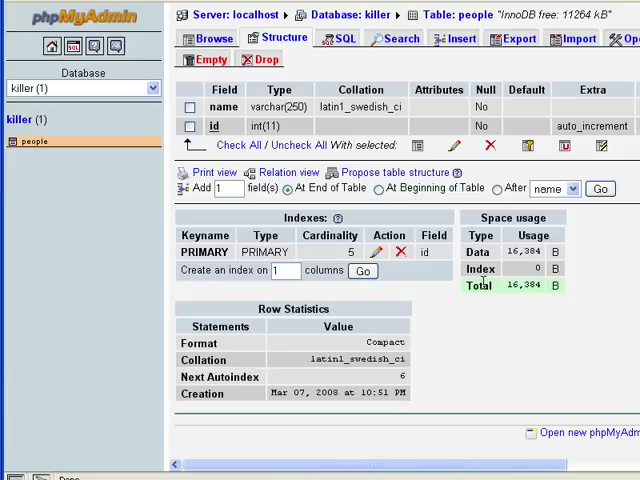 phpMyAdmin
Database
killer (1)
killer (1)
people
Server: localhost Database: killer Table: people "InnoDB free: 11264 kB"
Browse Structure SQL Search Insert Export Import
Empty Drop
Field Type Collation Attributes Null Default Extra
name varchar(250) latin1_swedish_ci No
id int(11) No auto_increment
Check All / Uncheck All With selected:
Print view Relation view Propose table structure
Add 1 field(s) At End of Table At Beginning of Table After name Go
Indexes:
Keyname Type Cardinality Action Field
PRIMARY PRIMARY 5 id
Create an index on 1 columns Go
Space usage
Type Usage
Data 16,384 B
Index 0 B
Total 16,384 B
Row Statistics
Statements Value
Format Compact
Collation latin1_swedish_ci
Next Autoindex 6
Creation Mar 07, 2008 at 10:51 PM
Open new phpMyAdm